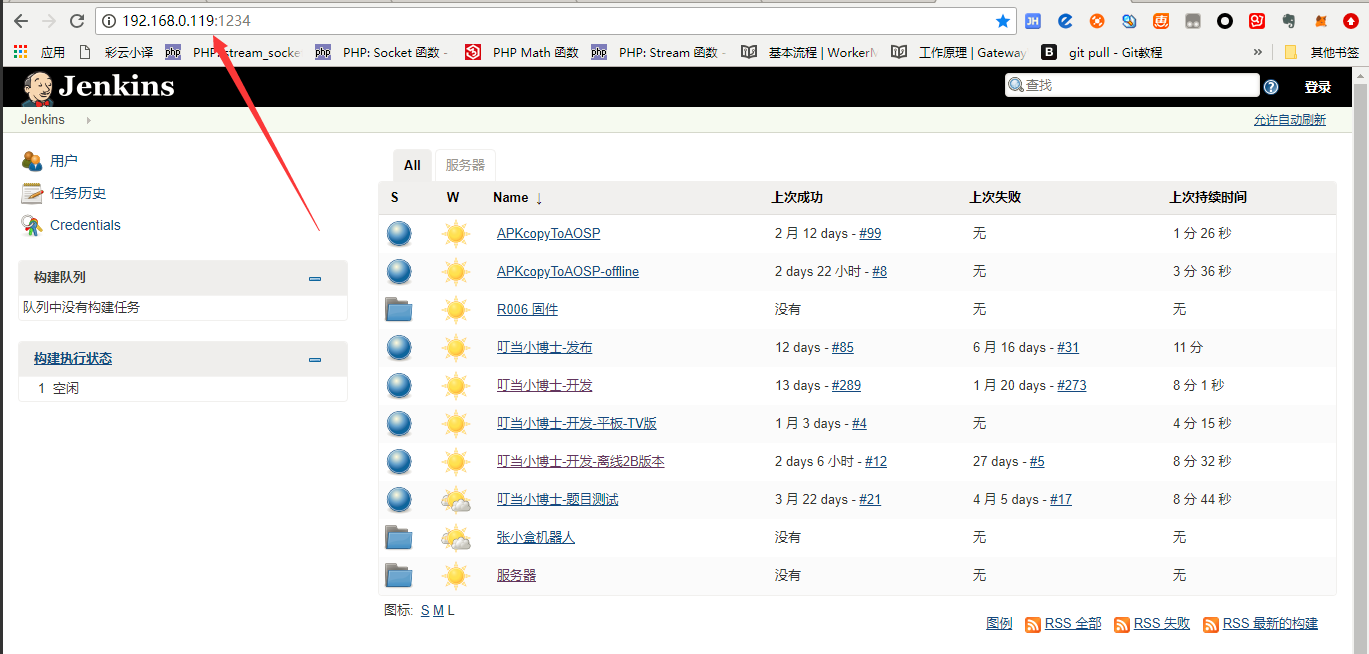 192.168.0.119:1234
应用 彩云小译 php PHP: stream_socke php PHP: Socket 函数 - PHP Math 函数 php PHP: Stream 函数 - 基本流程 | WorkerM 工作原理 | Gateway B git pull - Git教程 » 其他书签
Jenkins 查找 登录
Jenkins 允许自动刷新
用户
任务历史
Credentials
构建队列
队列中没有构建任务
构建执行状态
1 空闲
All 服务器
S W Name ↓ 上次成功 上次失败 上次持续时间
APKcopyToAOSP 2 月 12 days - #99 无 1 分 26 秒
APKcopyToAOSP-offline 2 days 22 小时 - #8 无 3 分 36 秒
R006 固件 没有 无 无
叮当小博士-发布 12 days - #85 6 月 16 days - #31 11 分
叮当小博士-开发 13 days - #289 1 月 20 days - #273 8 分 1 秒
叮当小博士-开发-平板-TV版 1 月 3 days - #4 无 4 分 15 秒
叮当小博士-开发-离线2B版本 2 days 6 小时 - #12 27 days - #5 8 分 32 秒
叮当小博士-题目测试 3 月 22 days - #21 4 月 5 days - #17 8 分 44 秒
张小盒机器人 没有 无 无
服务器 没有 无 无
图标: S M L
图例 RSS 全部 RSS 失败 RSS 最新的构建